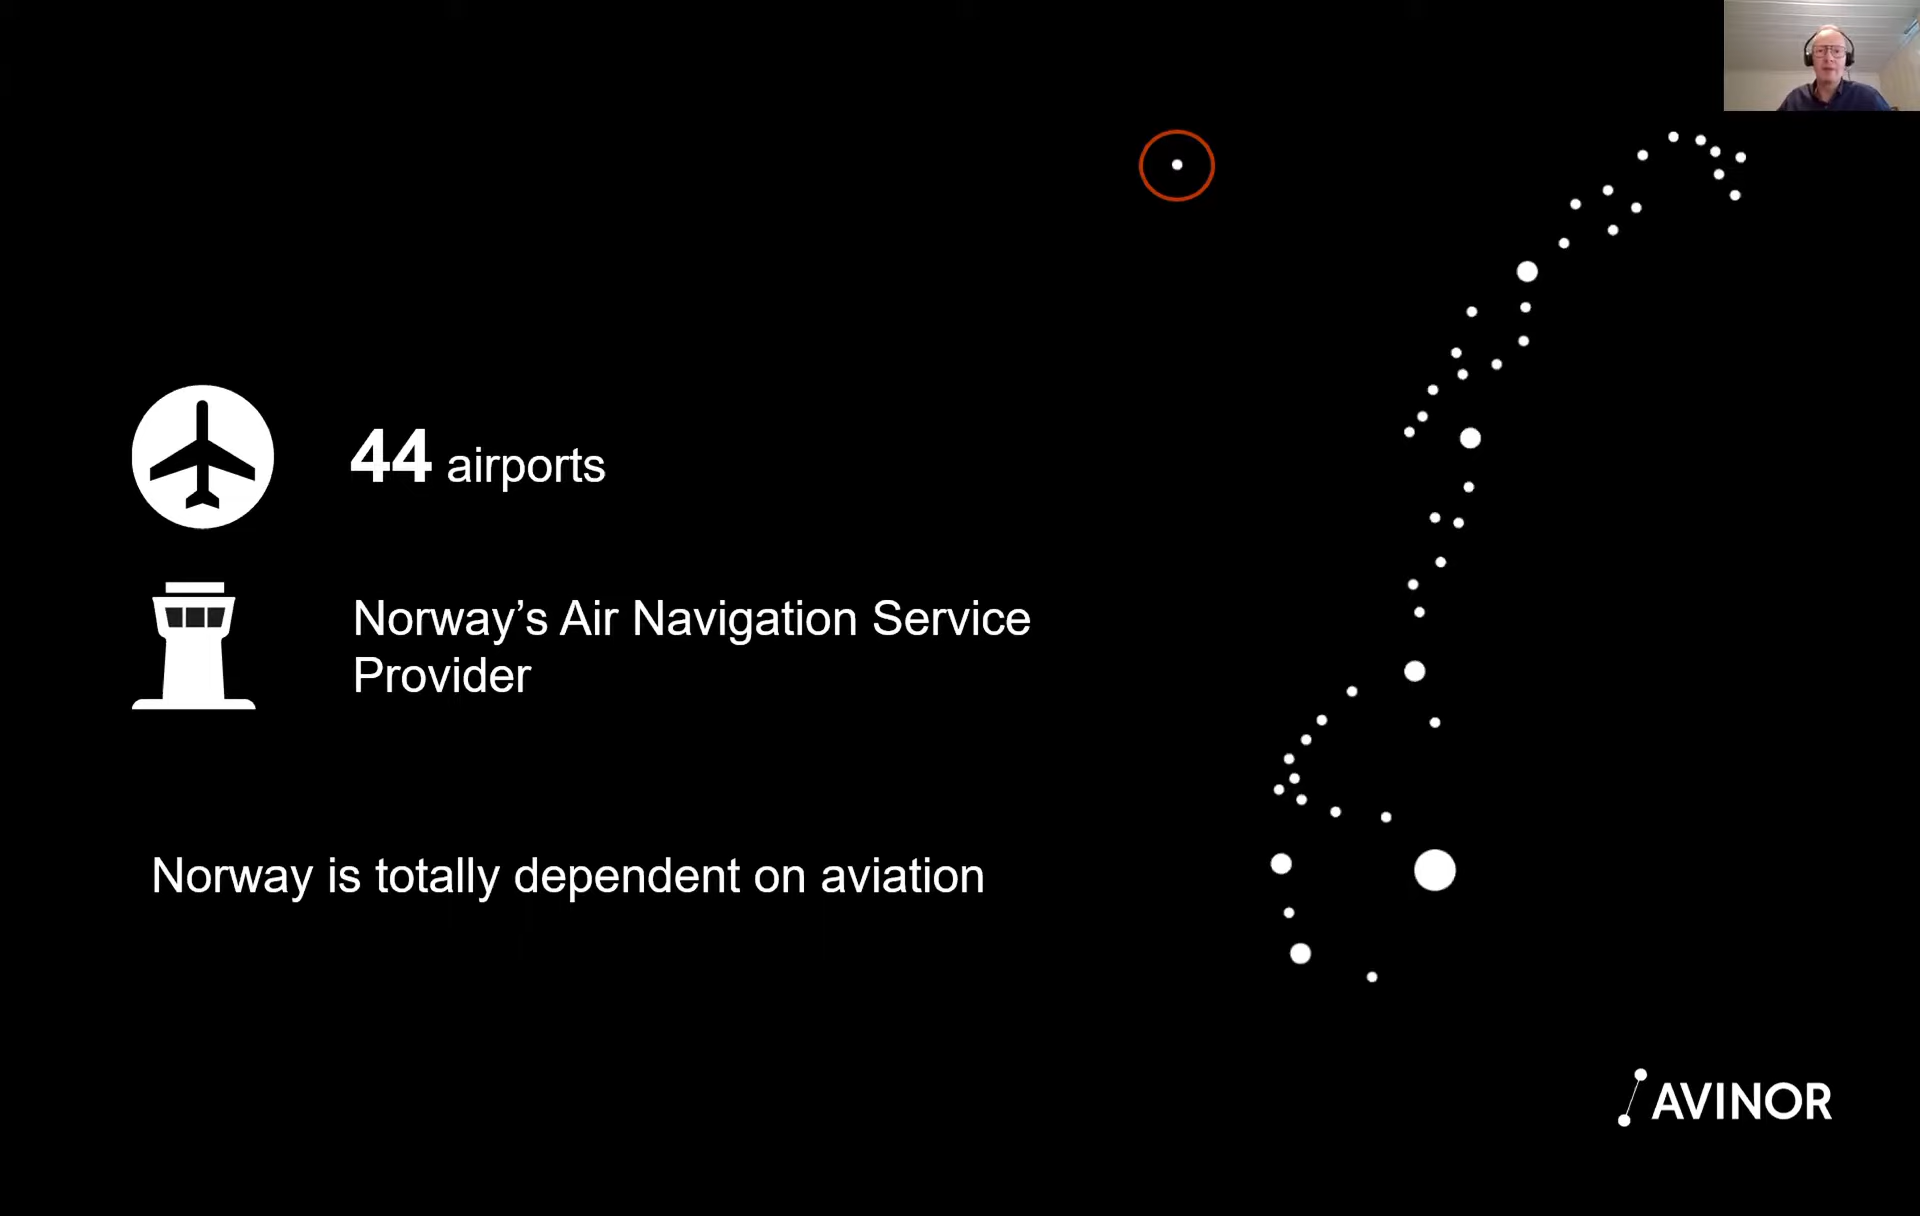 44 airports
Norway’s Air Navigation Service
Provider
Norway is totally dependent on aviation
AVINOR